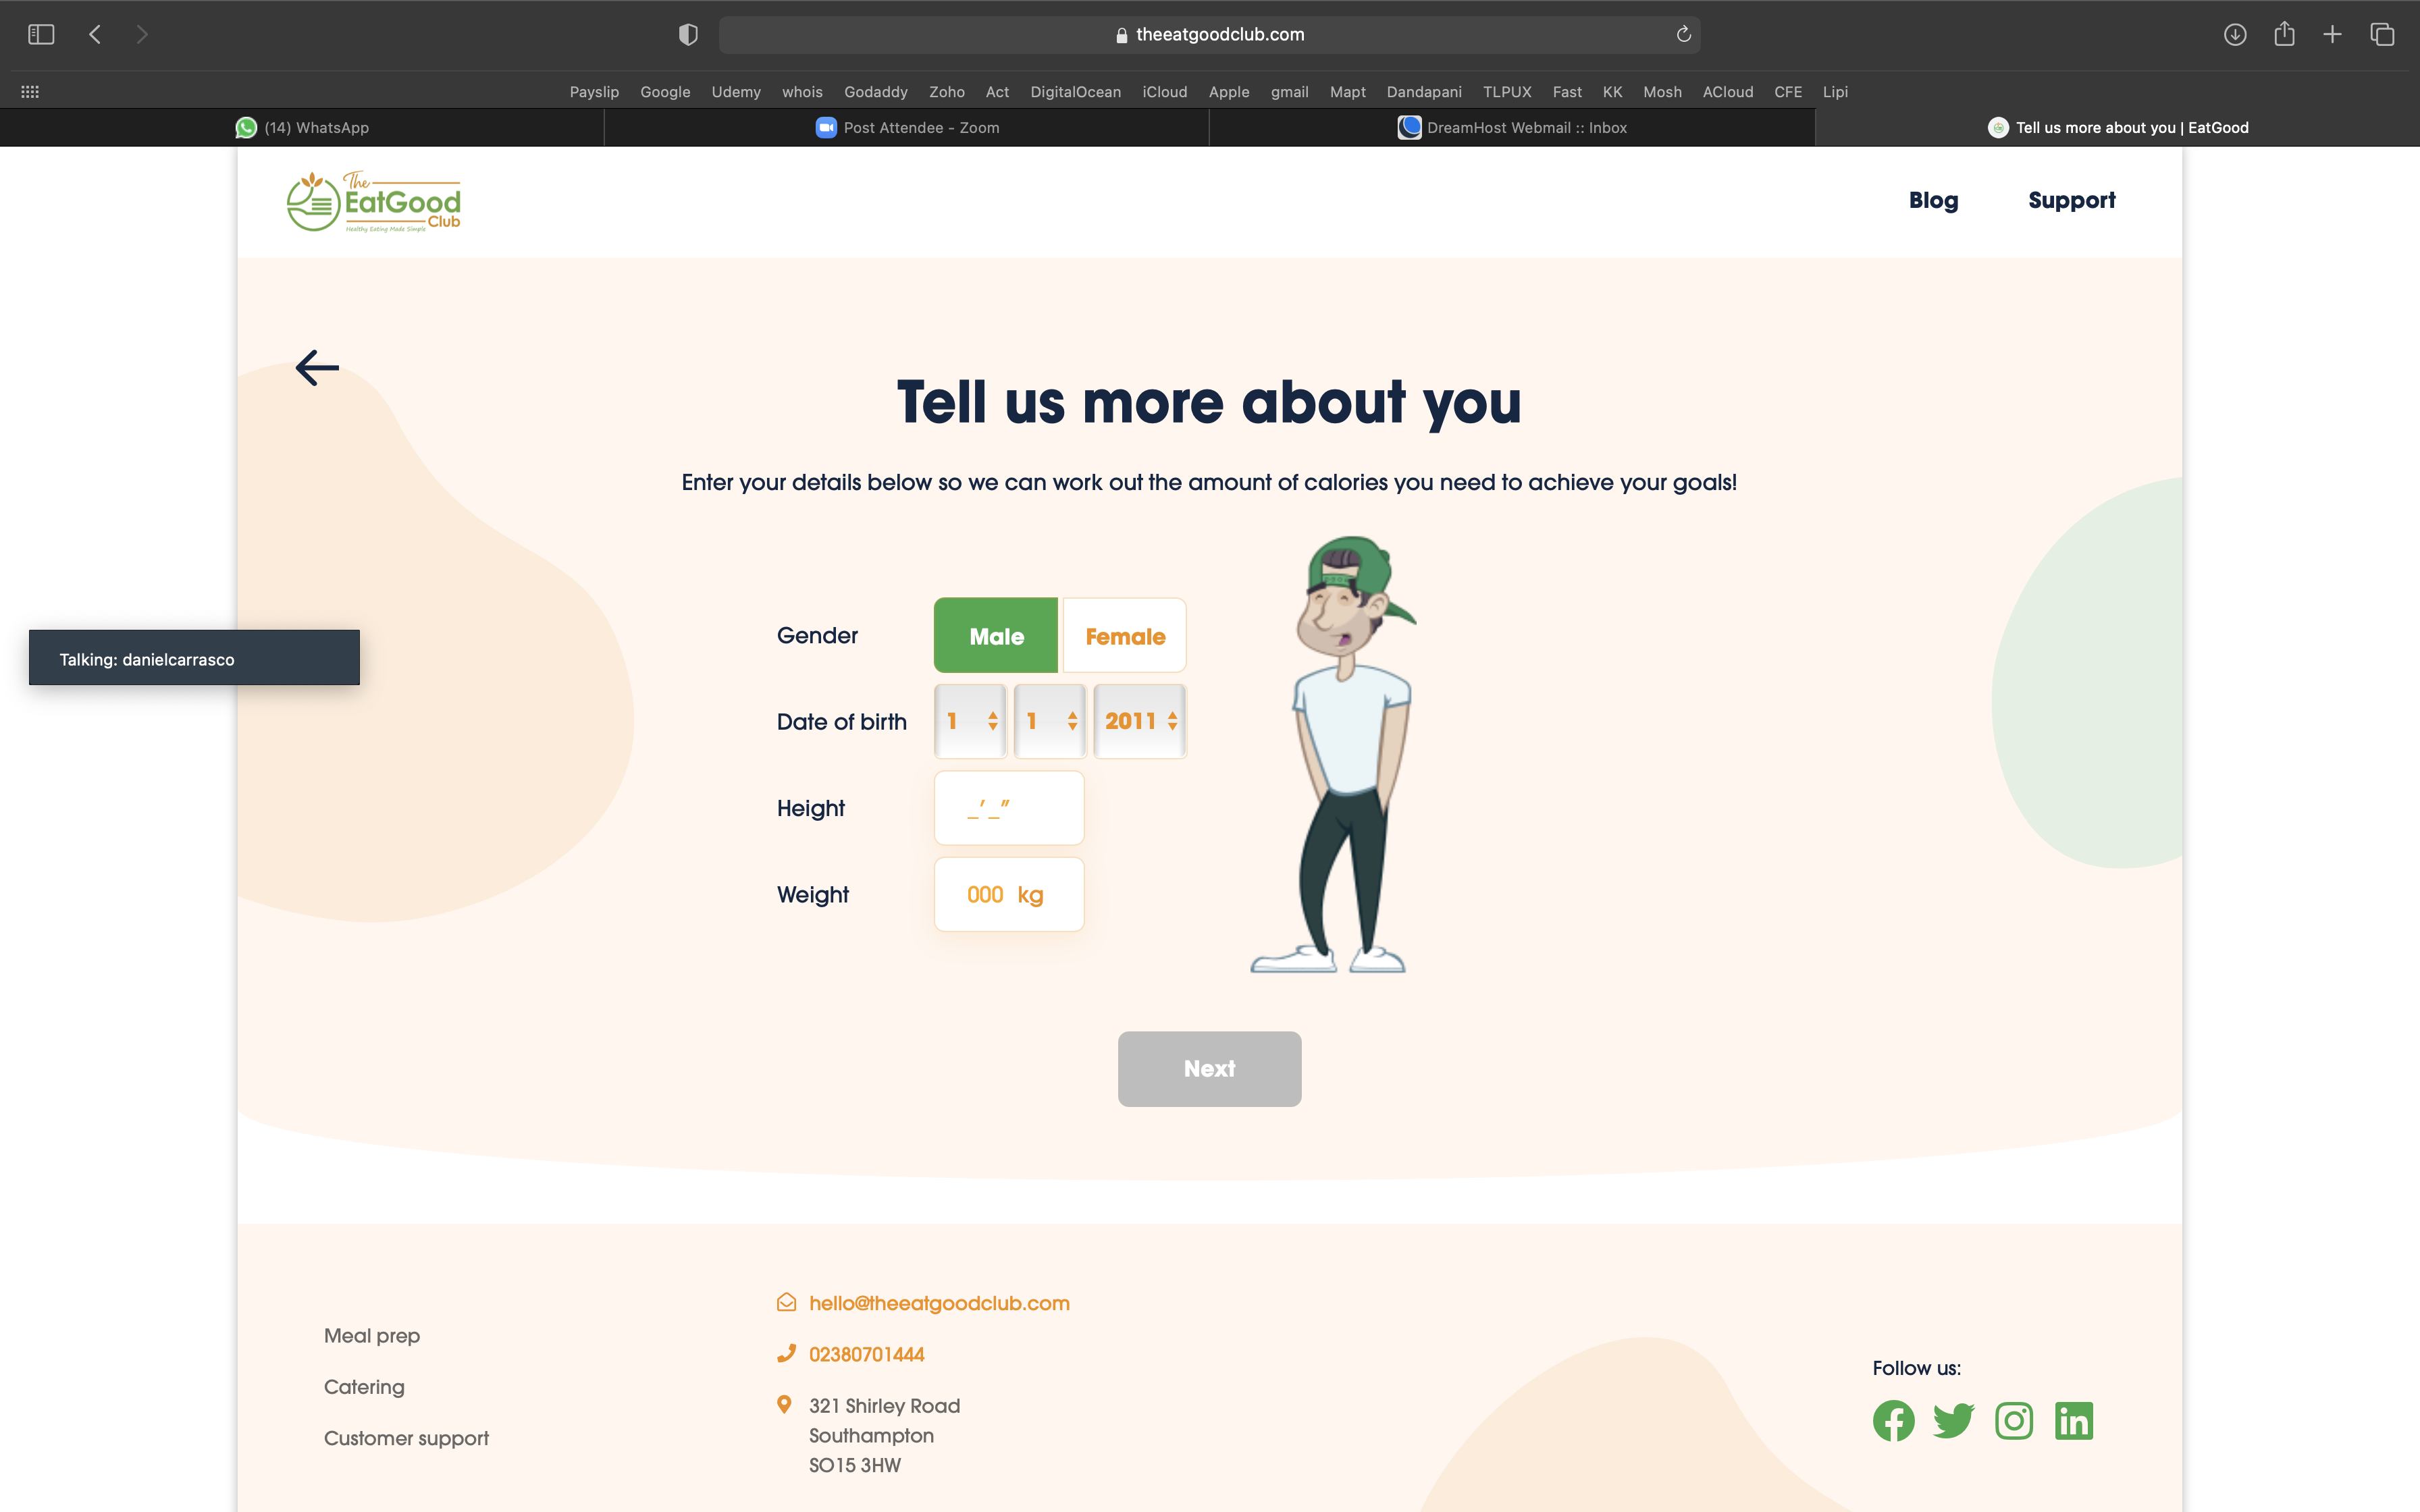 theeatgoodclub.com
Payslip Google Udemy whois Godaddy Zoho Act DigitalOcean iCloud Apple gmail Mapt Dandapani TLPUX Fast KK Mosh ACloud CFE Lipi
(14) WhatsApp
Post Attendee - Zoom
DreamHost Webmail :: Inbox
Tell us more about you | EatGood
The
EatGood
Club
Healthy Eating Made Simple
Blog
Support
Tell us more about you
Enter your details below so we can work out the amount of calories you need to achieve your goals!
Gender
Male
Female
Talking: danielcarrasco
Date of birth
1
1
2011
Height
_' _"
Weight
000 kg
Next
Meal prep
Catering
Customer support
hello@theeatgoodclub.com
02380701444
321 Shirley Road
Southampton
SO15 3HW
Follow us: